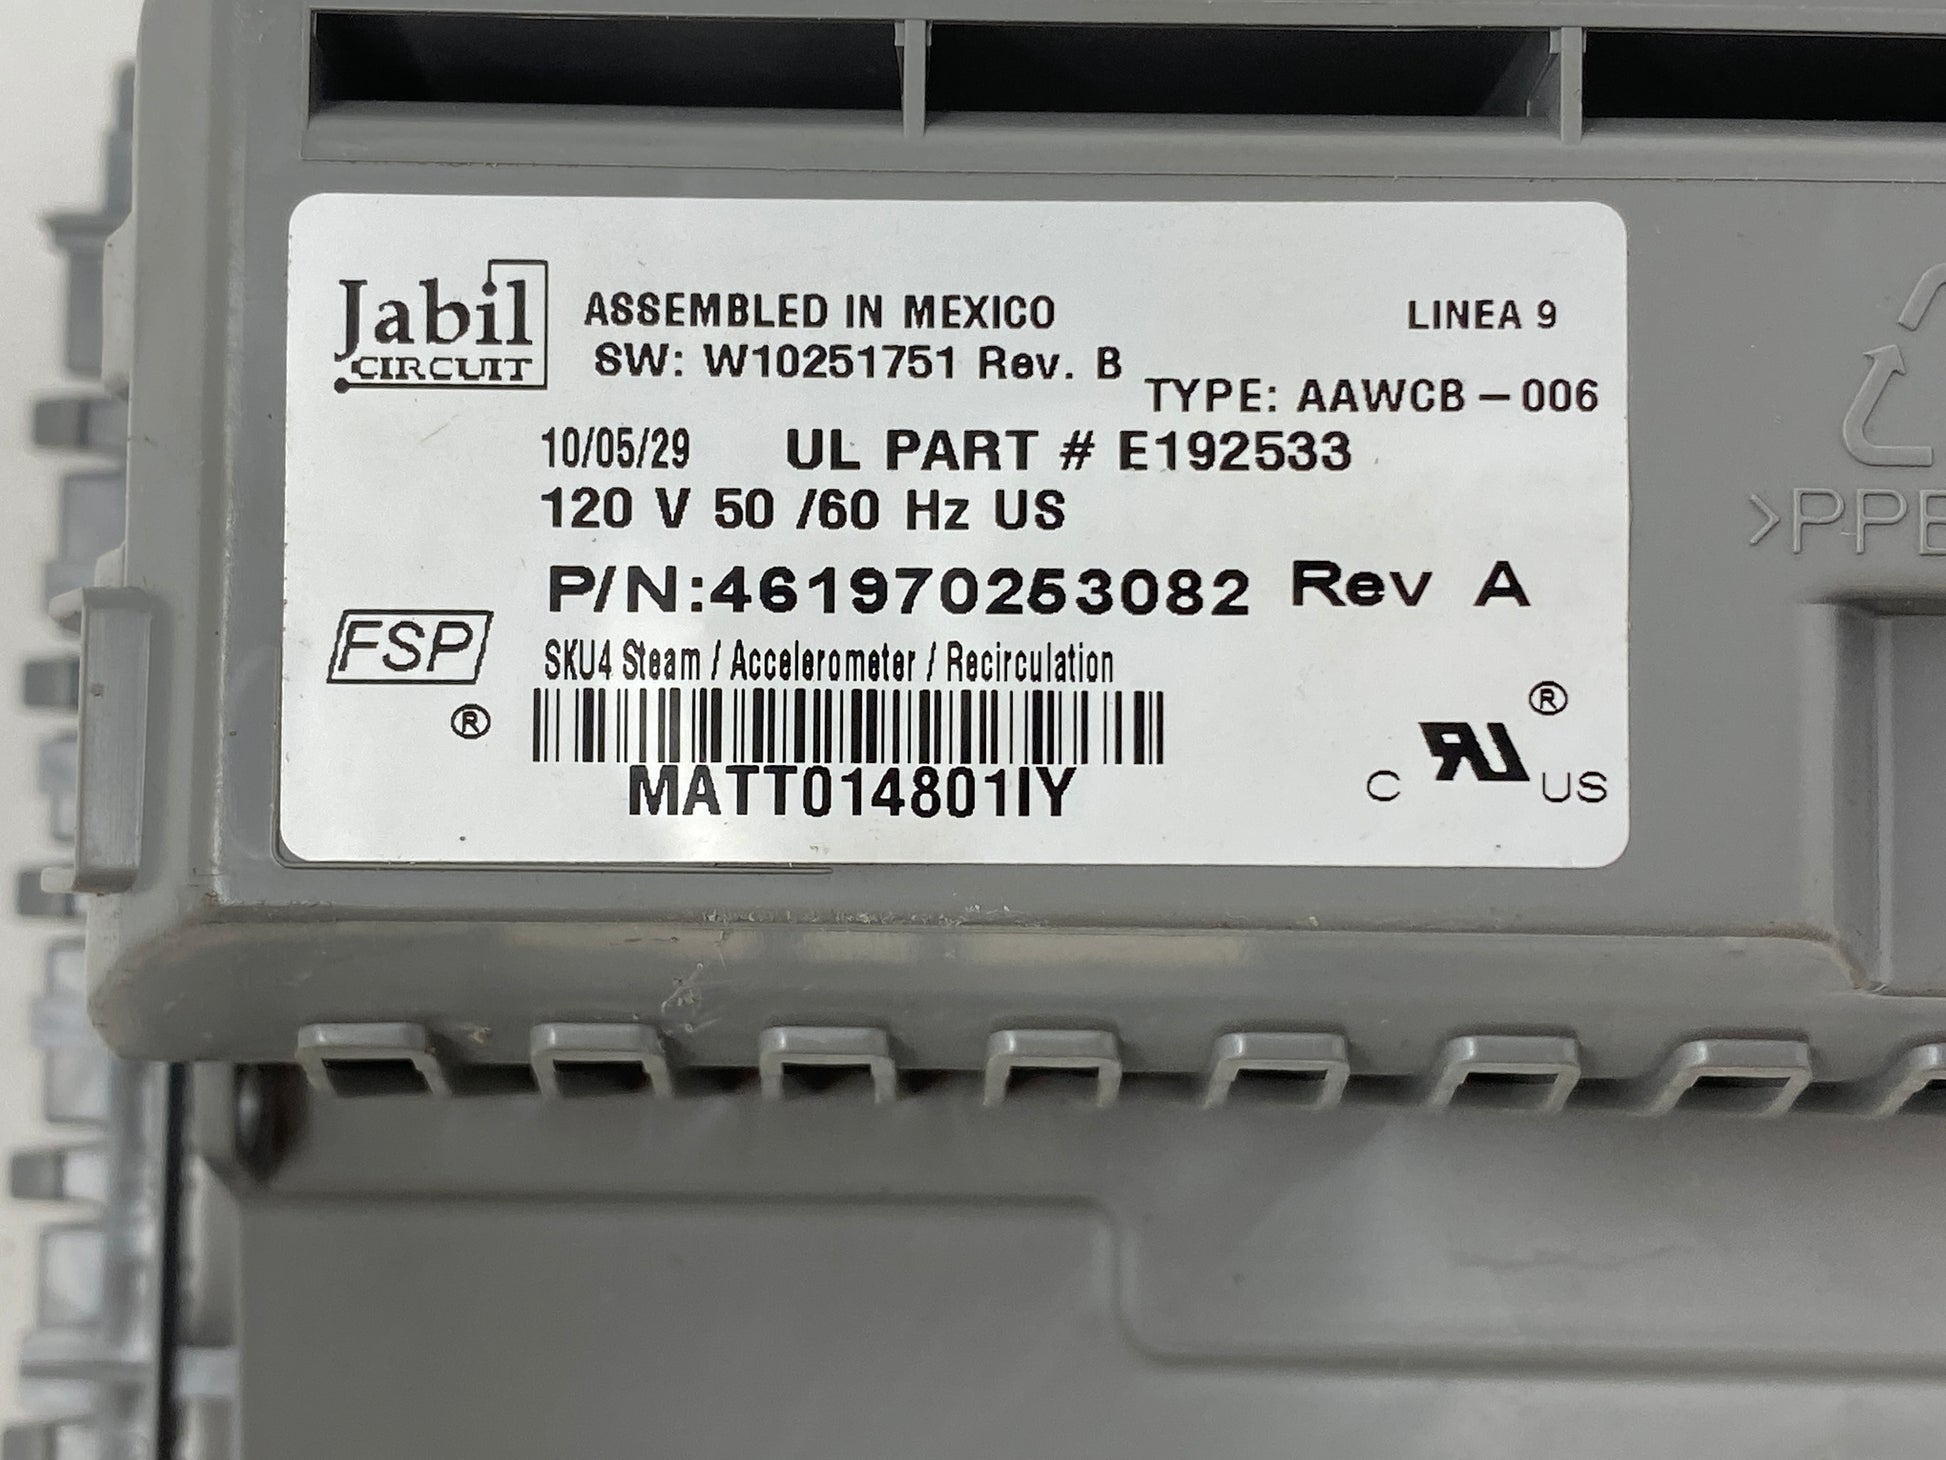 Jabil
CIRCUIT
ASSEMBLED IN MEXICO
LINEA 9
SW: W10251751 Rev. B
TYPE: AAWCB – 006
10/05/29 UL PART # E192533
120 V 50 /60 Hz US
P/N:461970253082 Rev A
FSP
®
SKU4 Steam / Accelerometer / Recirculation
MATT014801IY
C RU US
®
>PPE